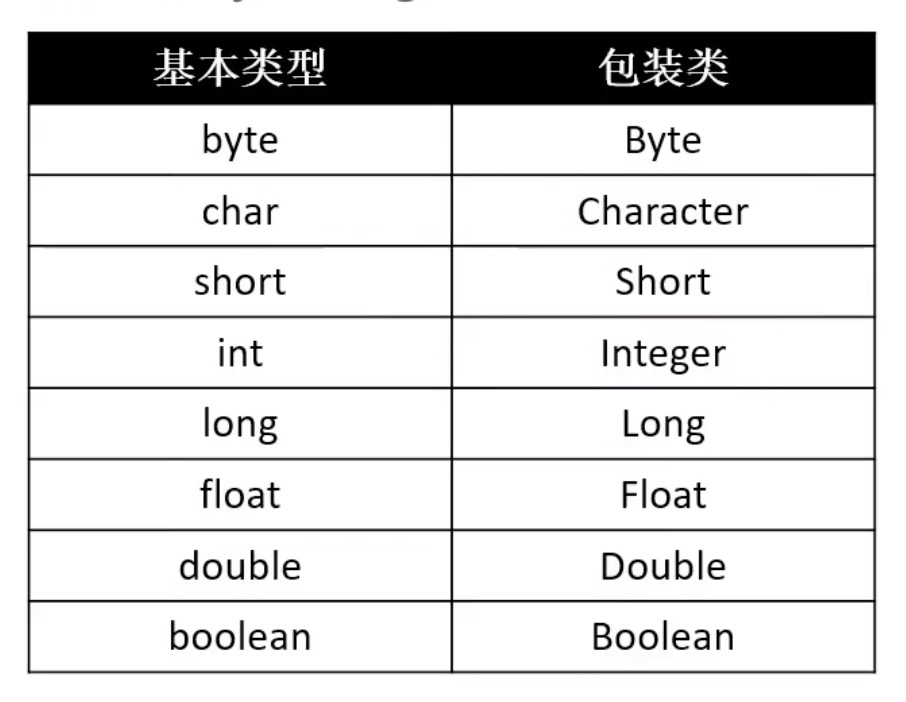 基本类型 包装类
byte Byte
char Character
short Short
int Integer
long Long
float Float
double Double
boolean Boolean